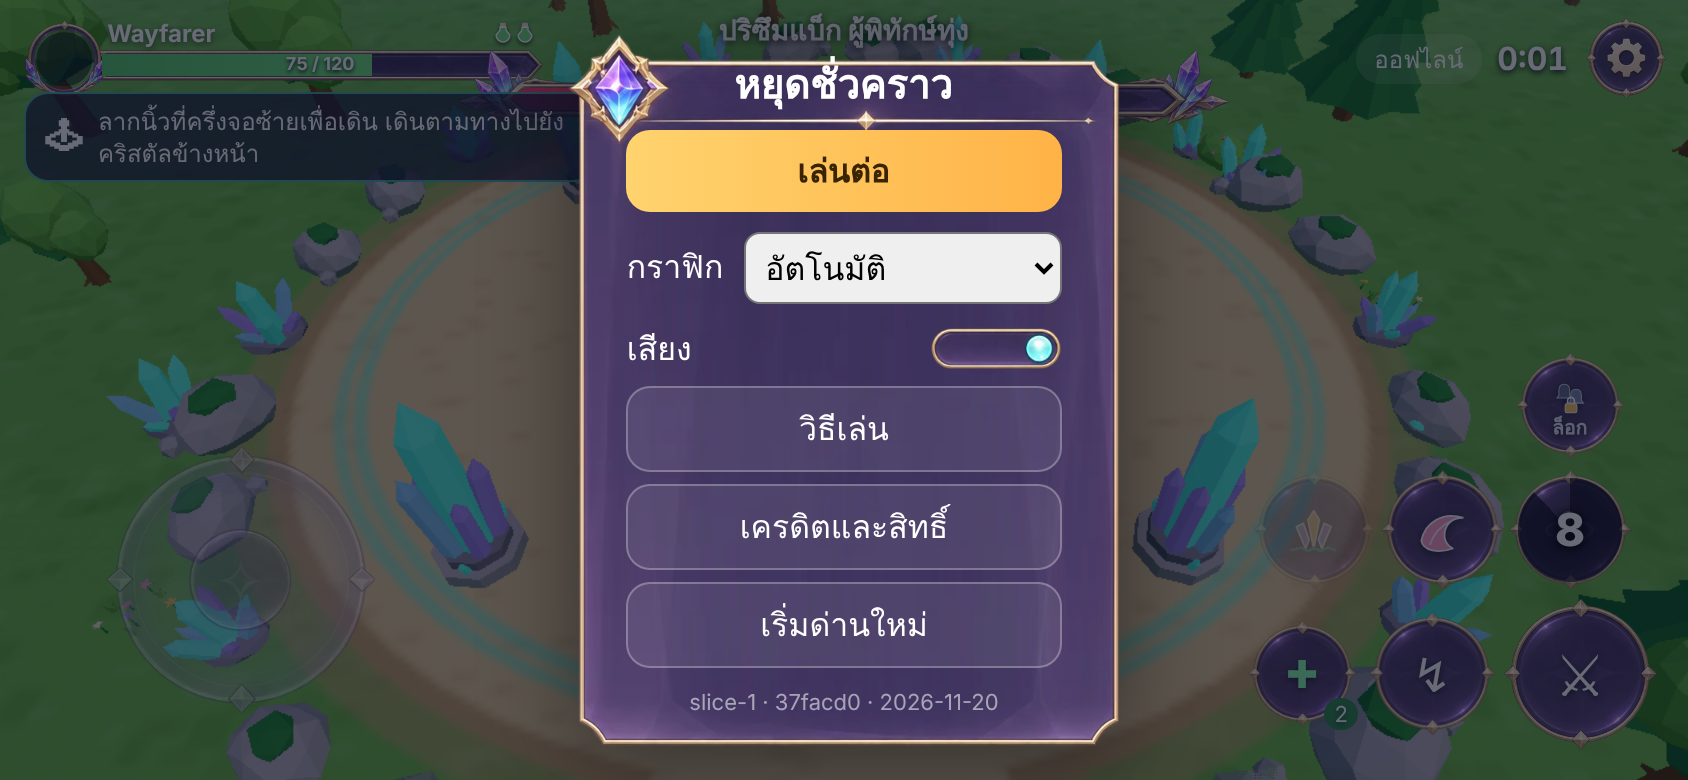 Wayfarer
75 / 120
ปริซึมแบ็ก ผู้พิทักษ์ทุ่ง
ออฟไลน์
0:01
ลากนิ้วที่ครึ่งจอซ้ายเพื่อเดิน เดินตามทางไปยัง
คริสตัลข้างหน้า
หยุดชั่วคราว
เล่นต่อ
กราฟิก
อัตโนมัติ
เสียง
วิธีเล่น
เครดิตและสิทธิ์
เริ่มด่านใหม่
slice-1 · 37facd0 · 2026-11-20
ล็อก
8
2